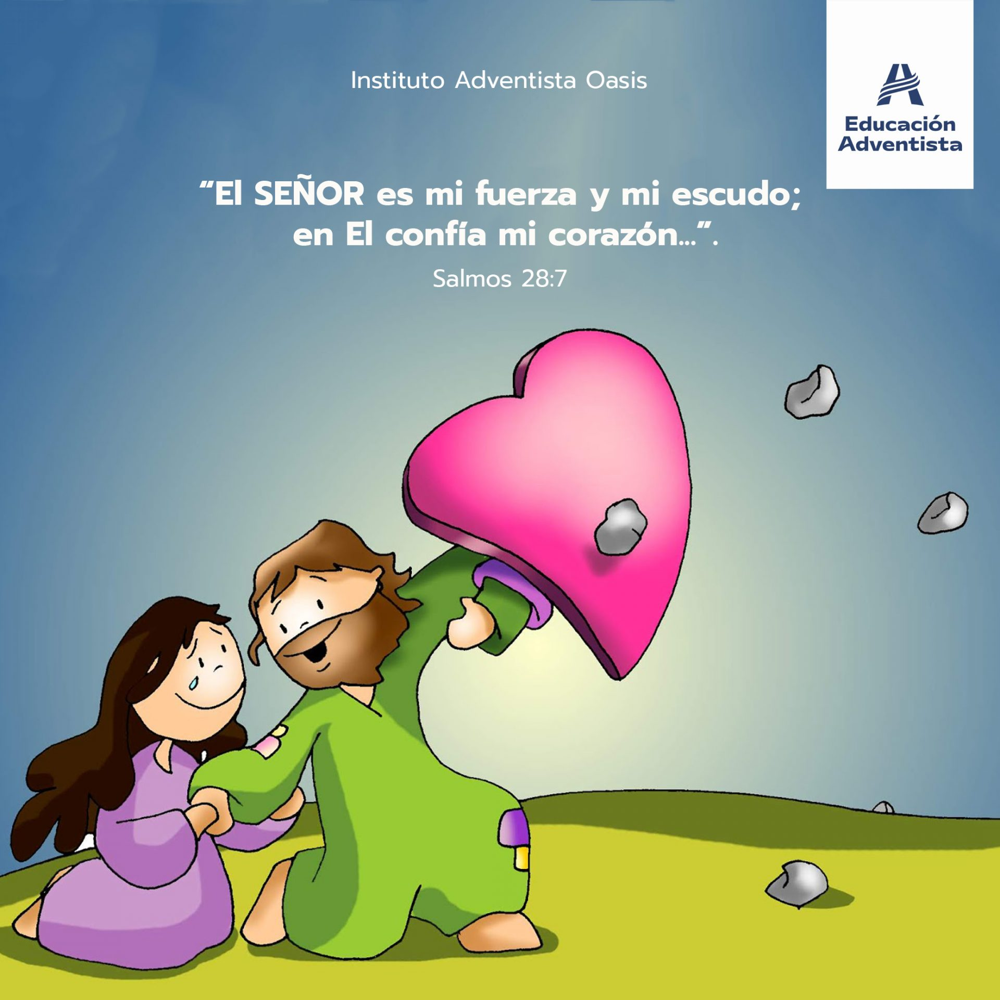 Instituto Adventista Oasis
Educación
Adventista
“El SEÑOR es mi fuerza y mi escudo;
en El confía mi corazón...”.
Salmos 28:7